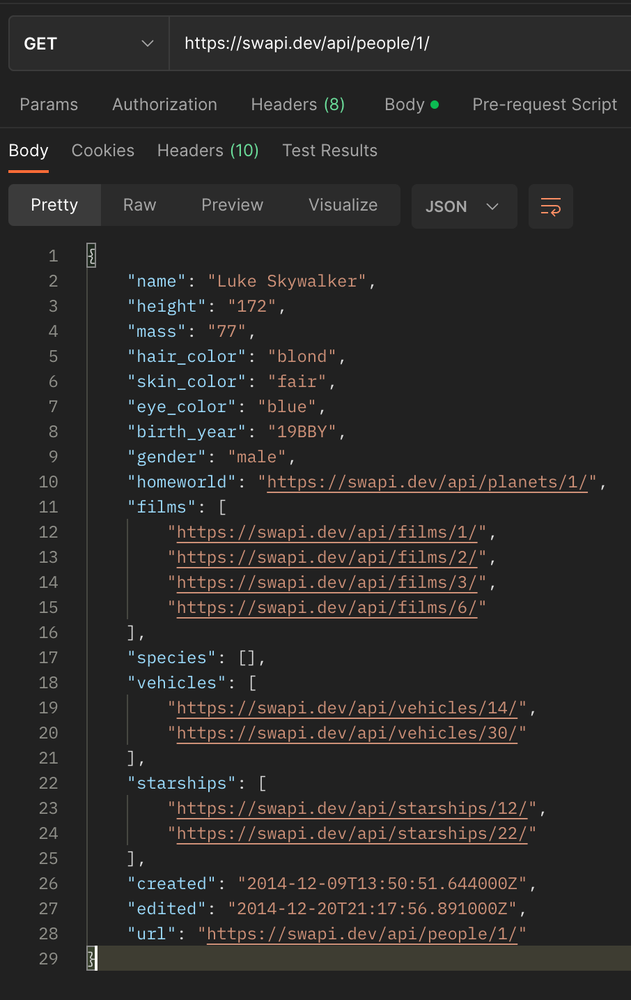 GET https://swapi.dev/api/people/1/
Params Authorization Headers (8) Body Pre-request Script
Body Cookies Headers (10) Test Results
Pretty Raw Preview Visualize JSON
1 {
2 "name": "Luke Skywalker",
3 "height": "172",
4 "mass": "77",
5 "hair_color": "blond",
6 "skin_color": "fair",
7 "eye_color": "blue",
8 "birth_year": "19BBY",
9 "gender": "male",
10 "homeworld": "https://swapi.dev/api/planets/1/",
11 "films": [
12 "https://swapi.dev/api/films/1/",
13 "https://swapi.dev/api/films/2/",
14 "https://swapi.dev/api/films/3/",
15 "https://swapi.dev/api/films/6/"
16 ],
17 "species": [],
18 "vehicles": [
19 "https://swapi.dev/api/vehicles/14/",
20 "https://swapi.dev/api/vehicles/30/"
21 ],
22 "starships": [
23 "https://swapi.dev/api/starships/12/",
24 "https://swapi.dev/api/starships/22/"
25 ],
26 "created": "2014-12-09T13:50:51.644000Z",
27 "edited": "2014-12-20T21:17:56.891000Z",
28 "url": "https://swapi.dev/api/people/1/"
29 }